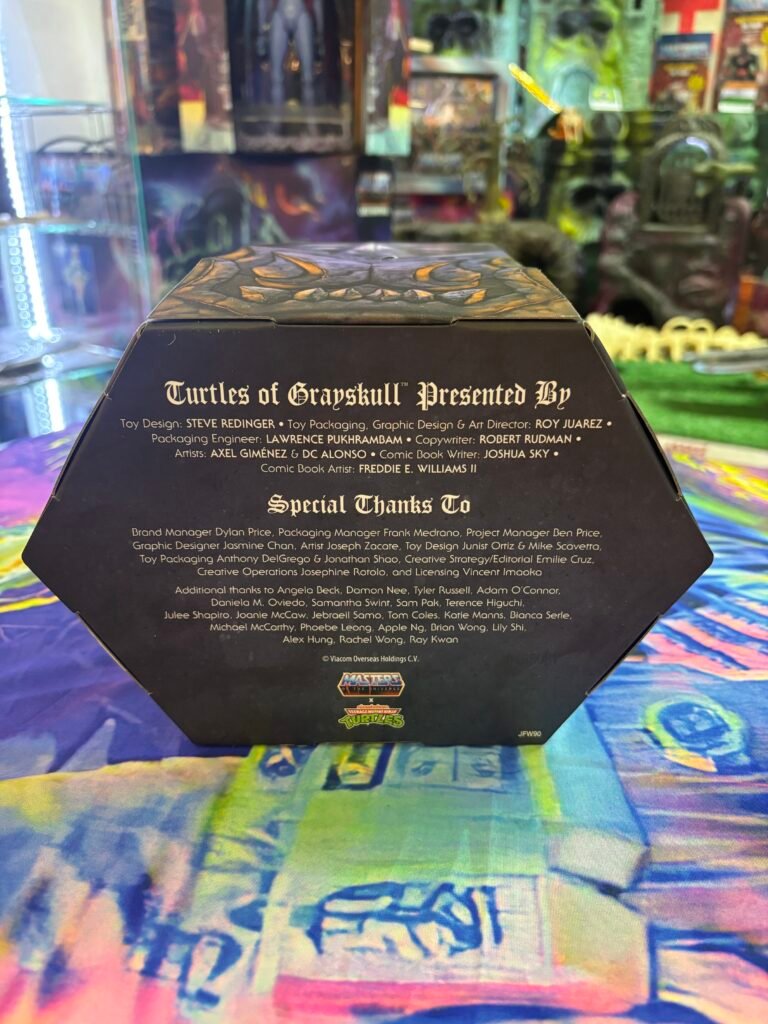 Turtles of Grayskull™ Presented By
Toy Design: STEVE REDINGER • Toy Packaging, Graphic Design & Art Director: ROY JUAREZ •
Packaging Engineer: LAWRENCE PUKHRAMBAM • Copywriter: ROBERT RUDMAN •
Artists: AXEL GIMÉNEZ & DC ALONSO • Comic Book Writer: JOSHUA SKY •
Comic Book Artist: FREDDIE E. WILLIAMS II
Special Thanks To
Brand Manager Dylan Price, Packaging Manager Frank Medrano, Project Manager Ben Price,
Graphic Designer Jasmine Chan, Artist Joseph Zacate, Toy Design Junist Ortiz & Mike Scavetta,
Toy Packaging Anthony DelGrego & Jonathan Shao, Creative Strategy/Editorial Emilie Cruz,
Creative Operations Josephine Rotolo, and Licensing Vincent Imaoka
Additional thanks to Angela Beck, Damon Nee, Tyler Russell, Adam O'Connor,
Daniela M. Oviedo, Samantha Swint, Sam Pak, Terence Higuchi,
Julee Shapiro, Joanie McCaw, Jebraeil Samo, Tom Coles, Katie Manns, Bianca Serle,
Michael McCarthy, Phoebe Leong, Apple Ng, Brian Wong, Lily Shi,
Alex Hung, Rachel Wong, Ray Kwan
© Viacom Overseas Holdings C.V.
MASTERS
OF THE UNIVERSE
X
TEENAGE MUTANT NINJA
TURTLES
JFW90